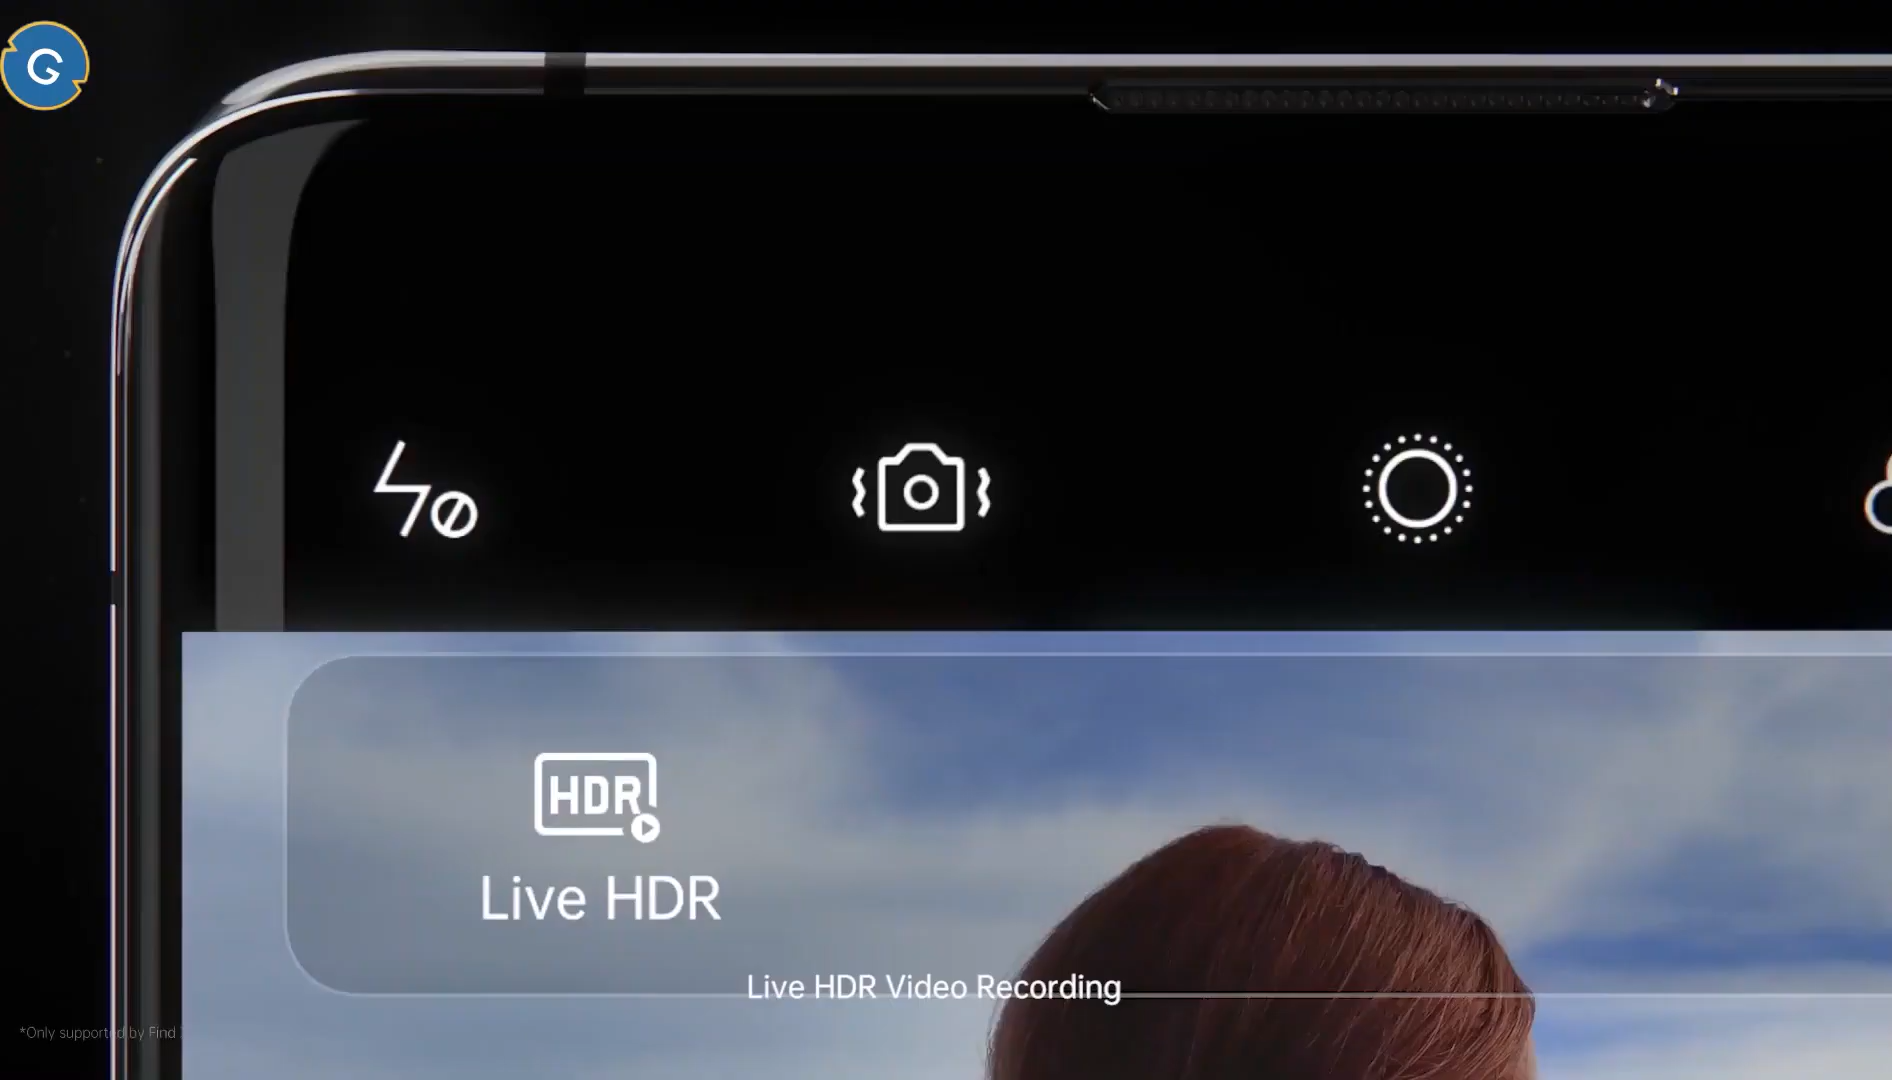 G
HDR
Live HDR
Live HDR Video Recording
*Only supported by Find